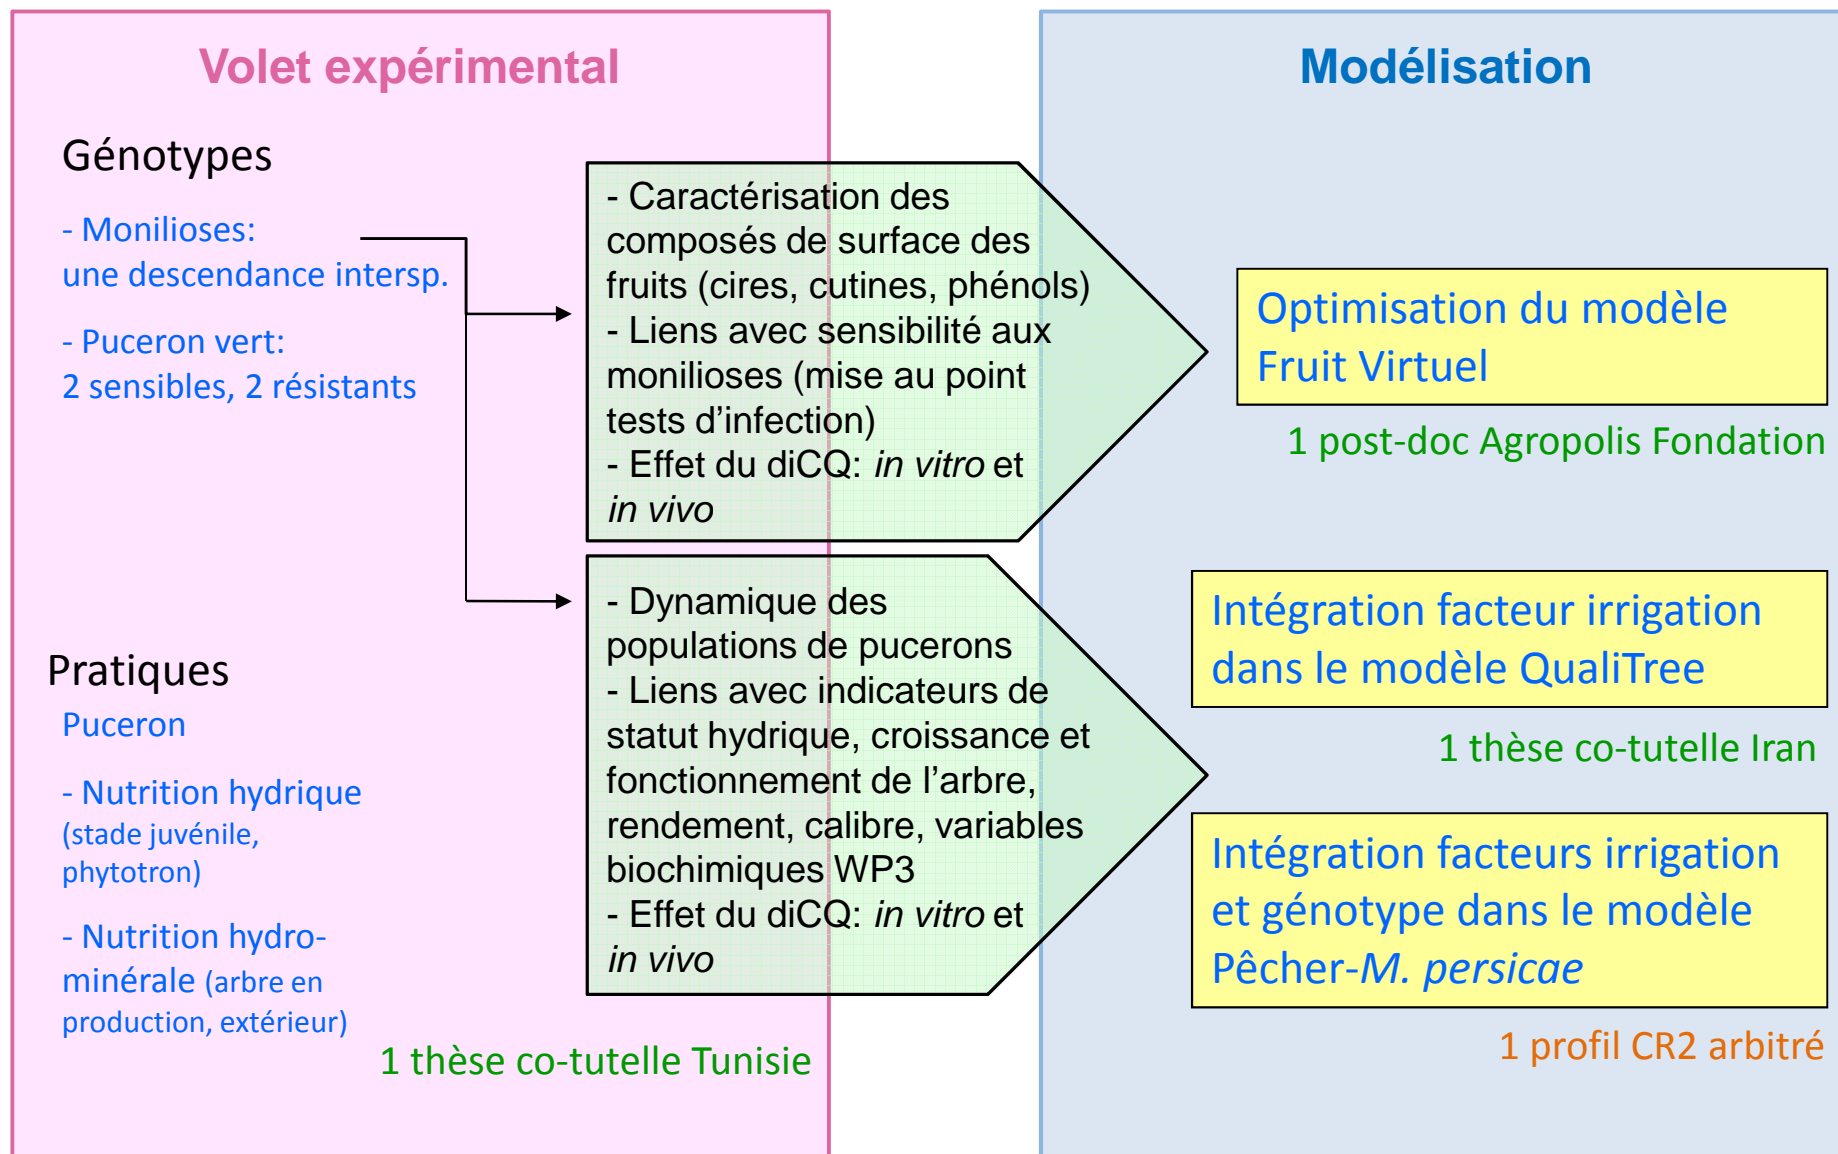 Volet expérimental
Génotypes
- Monilioses:
une descendance intersp.
- Puceron vert:
2 sensibles, 2 résistants
Pratiques
Puceron
- Nutrition hydrique
(stade juvénile,
phytotron)
- Nutrition hydro-
minérale (arbre en
production, extérieur)
1 thèse co-tutelle Tunisie
- Caractérisation des
composés de surface des
fruits (cires, cutines, phénols)
- Liens avec sensibilité aux
monilioses (mise au point
tests d’infection)
- Effet du diCQ: in vitro et
in vivo
- Dynamique des
populations de pucerons
- Liens avec indicateurs de
statut hydrique, croissance et
fonctionnement de l’arbre,
rendement, calibre, variables
biochimiques WP3
- Effet du diCQ: in vitro et
in vivo
Modélisation
Optimisation du modèle
Fruit Virtuel
1 post-doc Agropolis Fondation
Intégration facteur irrigation
dans le modèle QualiTree
1 thèse co-tutelle Iran
Intégration facteurs irrigation
et génotype dans le modèle
Pêcher-M. persicae
1 profil CR2 arbitré